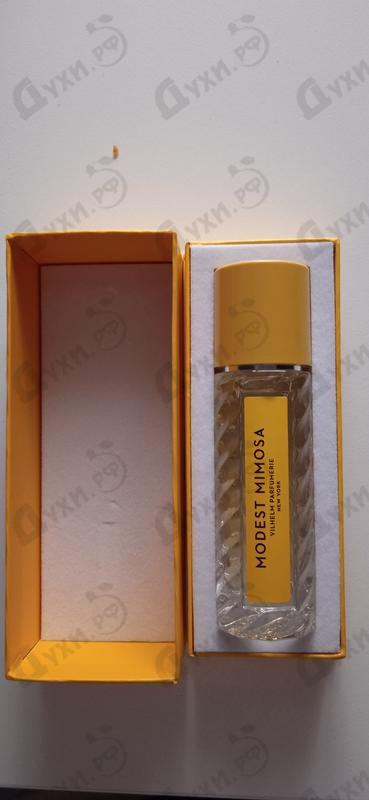 MODEST MIMOSA
VILHELM PARFUMERIE
NEW YORK
Духи.РФ